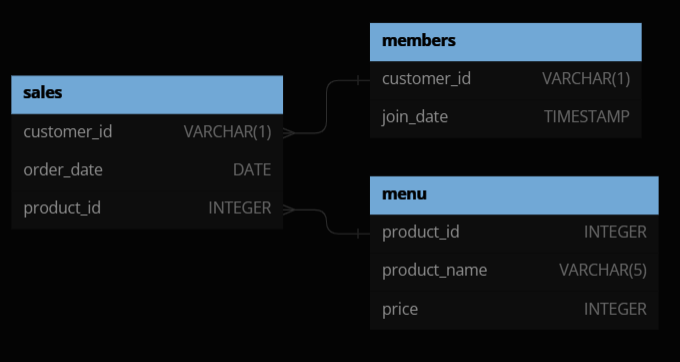 sales
customer_id VARCHAR(1)
order_date DATE
product_id INTEGER
members
customer_id VARCHAR(1)
join_date TIMESTAMP
menu
product_id INTEGER
product_name VARCHAR(5)
price INTEGER